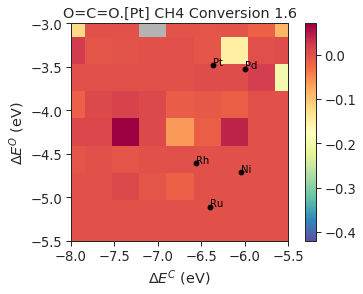 O=C=O.[Pt] CH4 Conversion 1.6
−3.0
−3.5
−4.0
−4.5
−5.0
−5.5
ΔE^O (eV)
Pt
Pd
Rh
Ni
Ru
−8.0 −7.5 −7.0 −6.5 −6.0 −5.5
ΔE^C (eV)
0.0
−0.1
−0.2
−0.3
−0.4